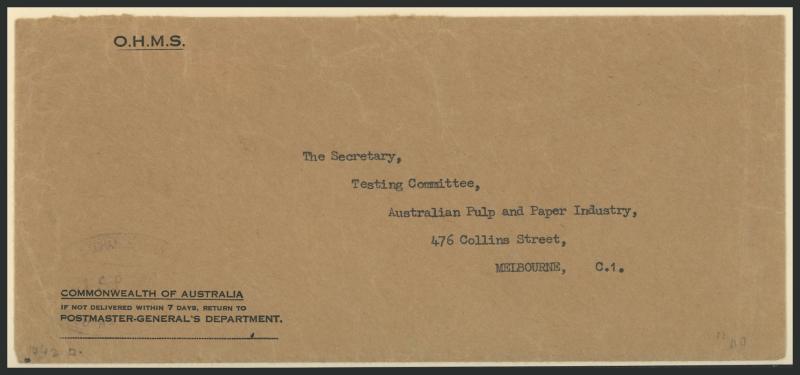 O.H.M.S.
The Secretary,
Testing Committee,
Australian Pulp and Paper Industry,
476 Collins Street,
MELBOURNE, C.1.
COMMONWEALTH OF AUSTRALIA
IF NOT DELIVERED WITHIN 7 DAYS, RETURN TO
POSTMASTER-GENERAL'S DEPARTMENT.